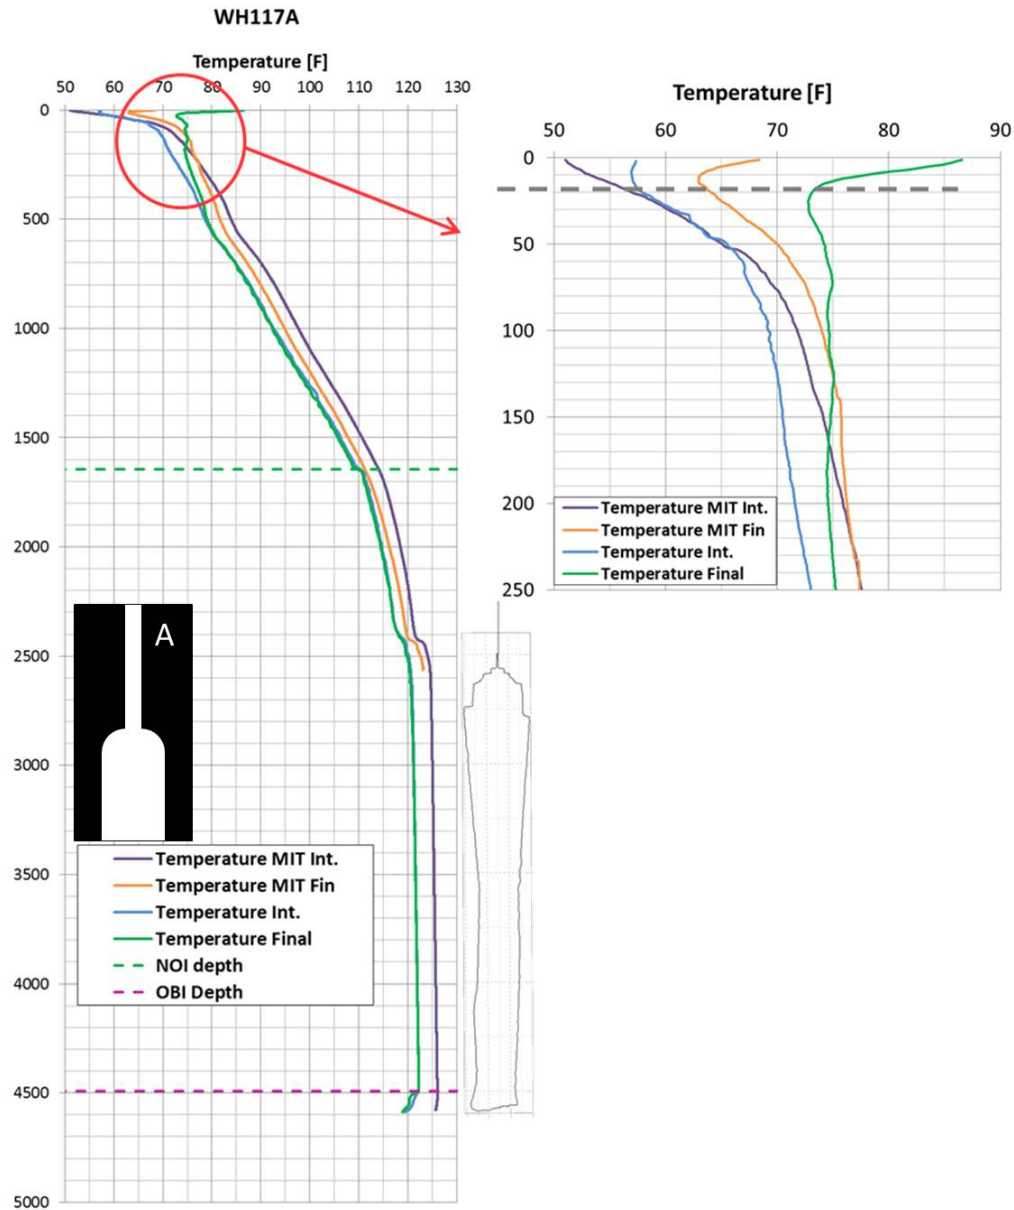 WH117A
Temperature [F]
50 60 70 80 90 100 110 120 130
0
500
1000
1500
2000
2500
3000
3500
4000
4500
5000
A
Temperature MIT Int.
Temperature MIT Fin
Temperature Int.
Temperature Final
NOI depth
OBI Depth
Temperature [F]
50 60 70 80 90
0
50
100
150
200
250
Temperature MIT Int.
Temperature MIT Fin
Temperature Int.
Temperature Final